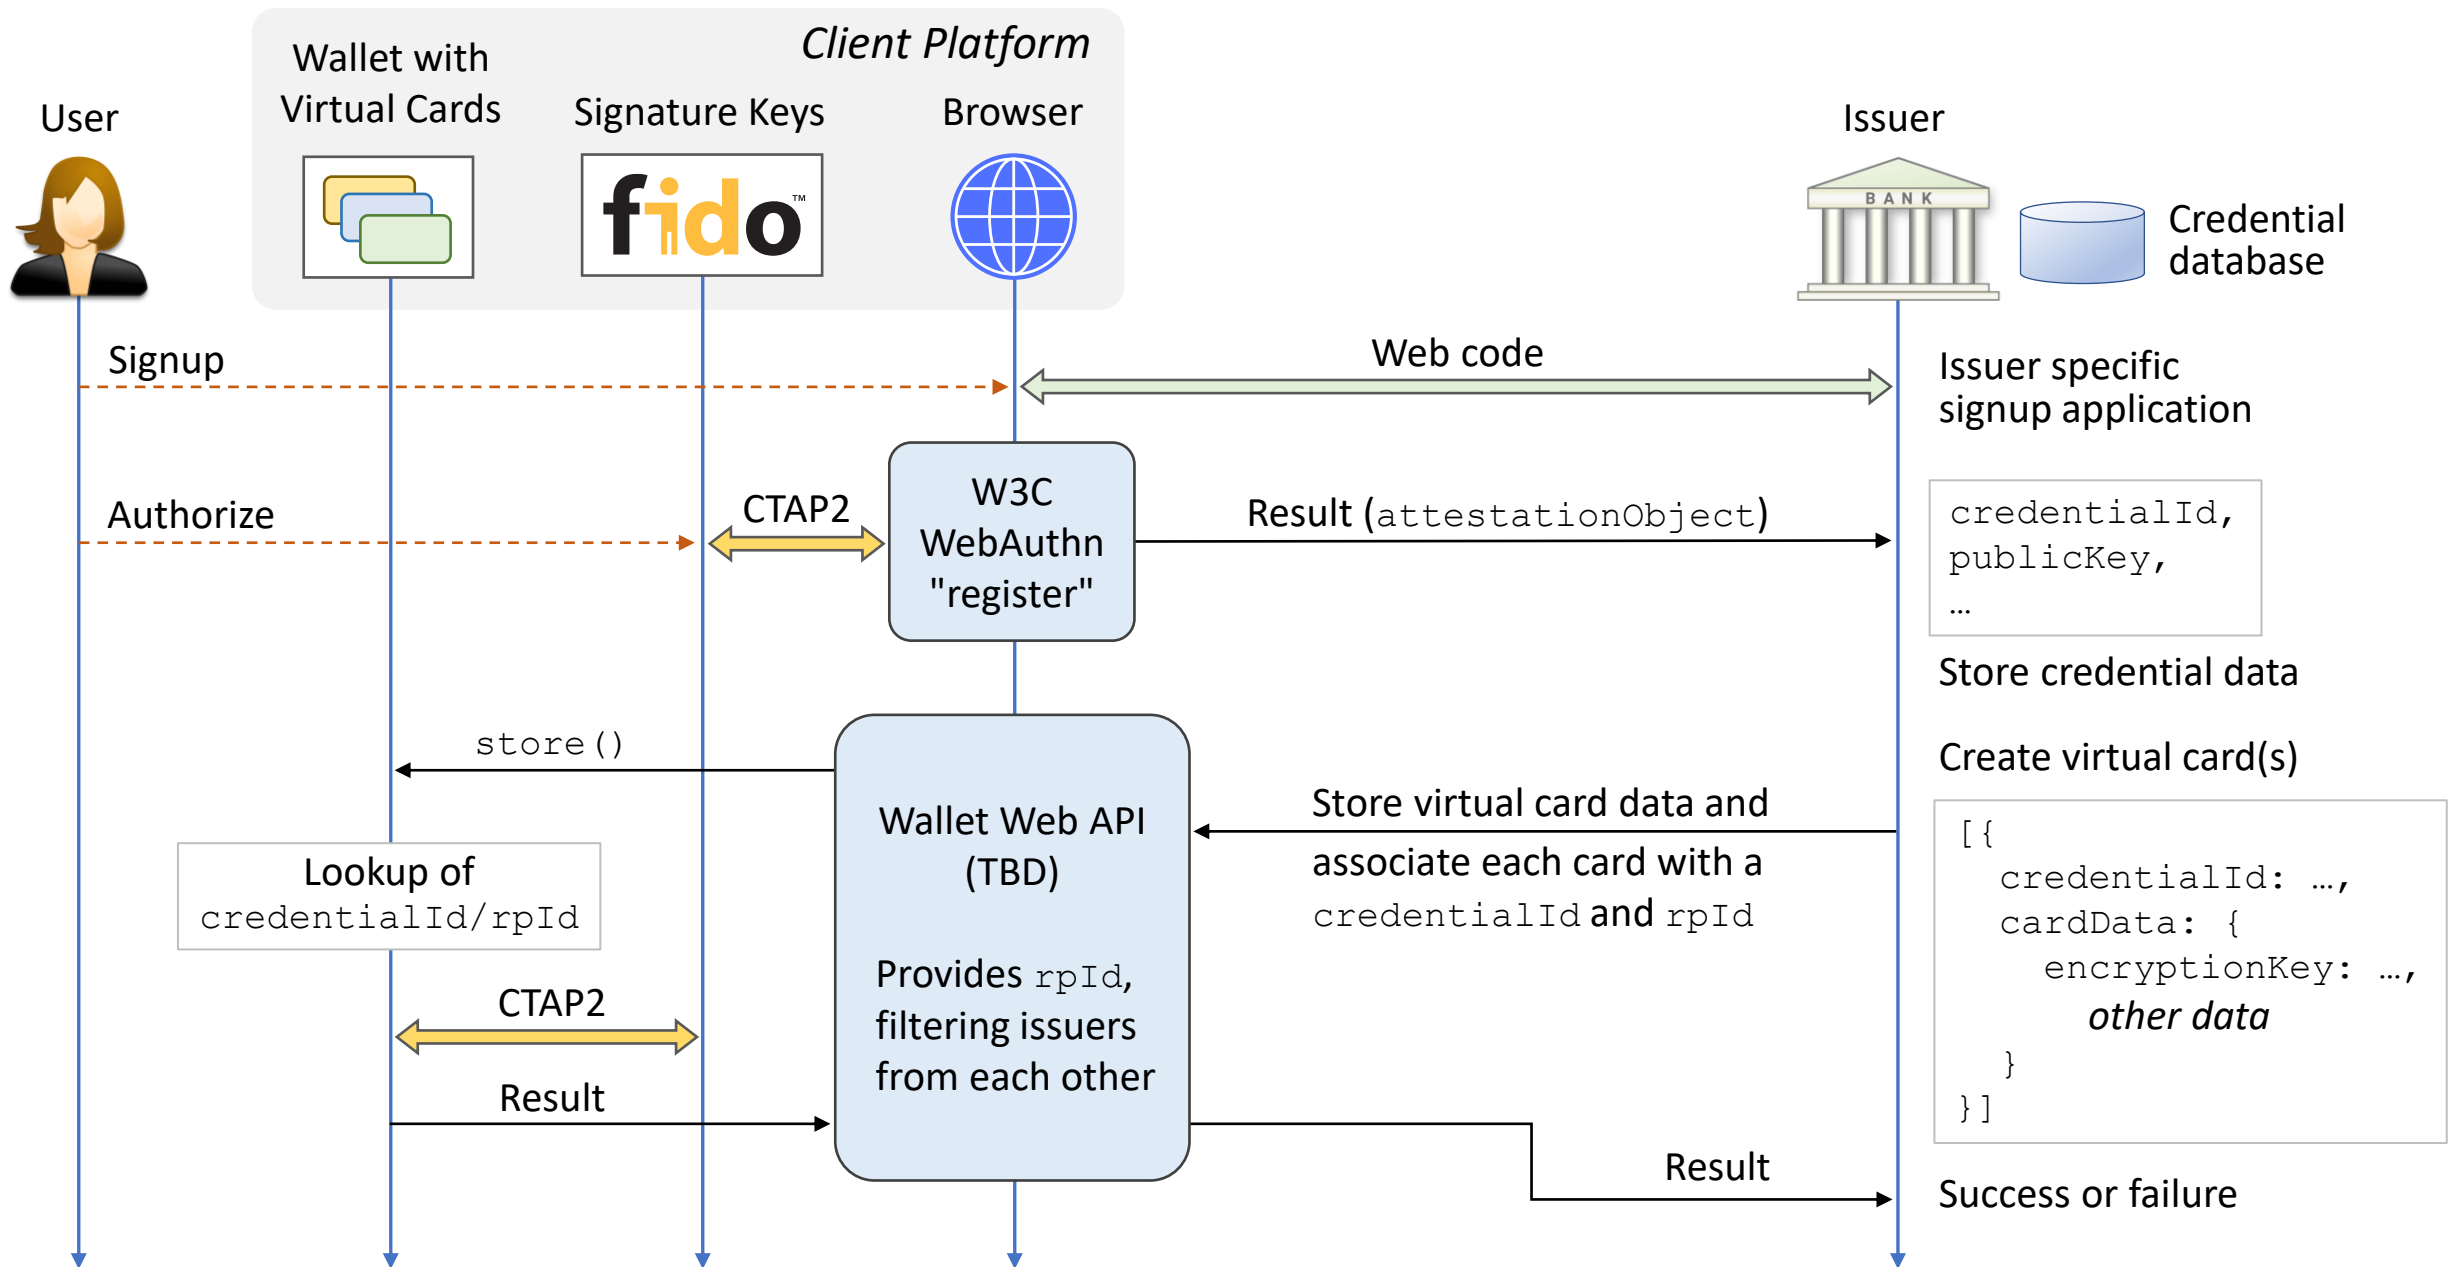 Client Platform
Wallet with
Virtual Cards
User
Signature Keys
Browser
Issuer
fido™
BANK
Credential
database
Signup
Web code
Issuer specific
signup application
Authorize
CTAP2
W3C
WebAuthn
"register"
Result (attestationObject)
credentialId,
publicKey,
…
Store credential data
store()
Create virtual card(s)
Wallet Web API
(TBD)
Provides rpId,
filtering issuers
from each other
Store virtual card data and
associate each card with a
credentialId and rpId
[{
credentialId: …,
cardData: {
encryptionKey: …,
other data
}
}]
Lookup of
credentialId/rpId
CTAP2
Result
Result
Success or failure